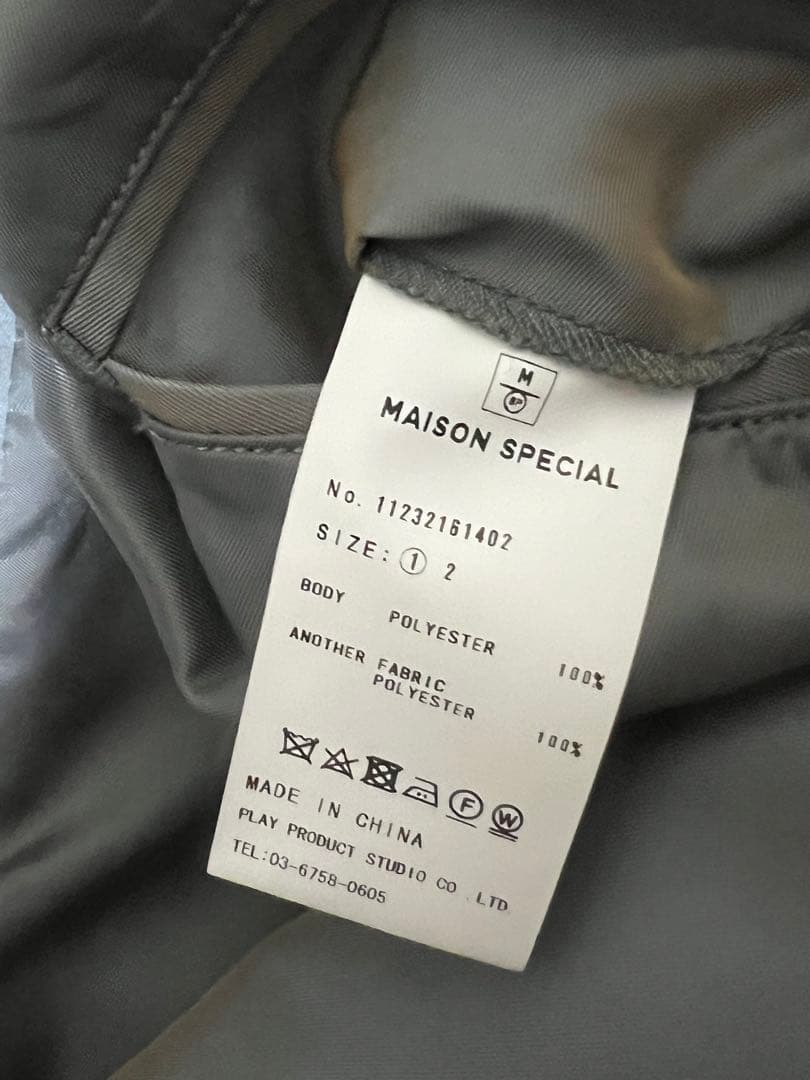 M
SP
MAISON SPECIAL
No. 11232161402
SIZE: ① 2
BODY POLYESTER 100%
ANOTHER FABRIC
POLYESTER 100%
F W
MADE IN CHINA
PLAY PRODUCT STUDIO CO .LTD
TEL:03-6758-0605